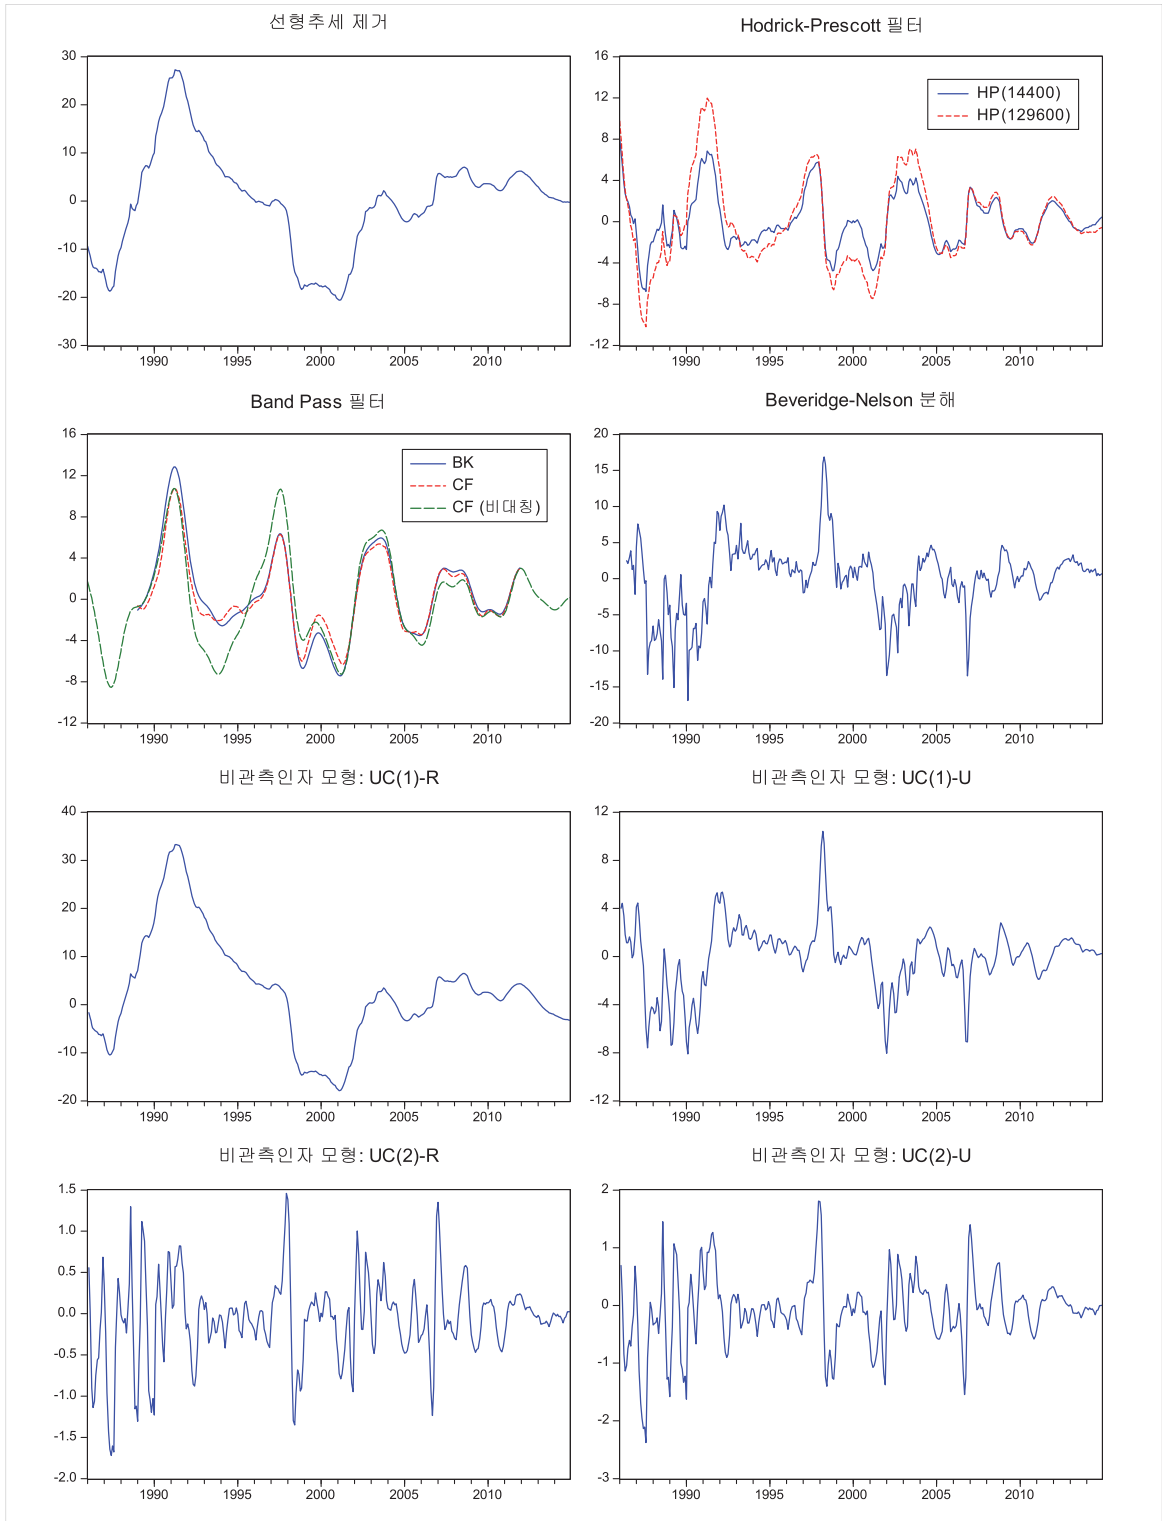 선형추세 제거
30
20
10
0
-10
-20
-30
1990 1995 2000 2005 2010
Hodrick-Prescott 필터
16
12
8
4
0
-4
-8
-12
HP(14400)
HP(129600)
1990 1995 2000 2005 2010
Band Pass 필터
16
12
8
4
0
-4
-8
-12
BK
CF
CF (비대칭)
1990 1995 2000 2005 2010
Beveridge-Nelson 분해
20
15
10
5
0
-5
-10
-15
-20
1990 1995 2000 2005 2010
비관측인자 모형: UC(1)-R
40
30
20
10
0
-10
-20
1990 1995 2000 2005 2010
비관측인자 모형: UC(1)-U
12
8
4
0
-4
-8
-12
1990 1995 2000 2005 2010
비관측인자 모형: UC(2)-R
1.5
1.0
0.5
0.0
-0.5
-1.0
-1.5
-2.0
1990 1995 2000 2005 2010
비관측인자 모형: UC(2)-U
2
1
0
-1
-2
-3
1990 1995 2000 2005 2010